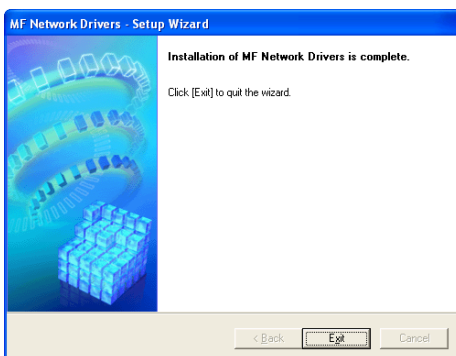 MF Network Drivers - Setup Wizard
Installation of MF Network Drivers is complete.
Click [Exit] to quit the wizard.
< Back
Exit
Cancel